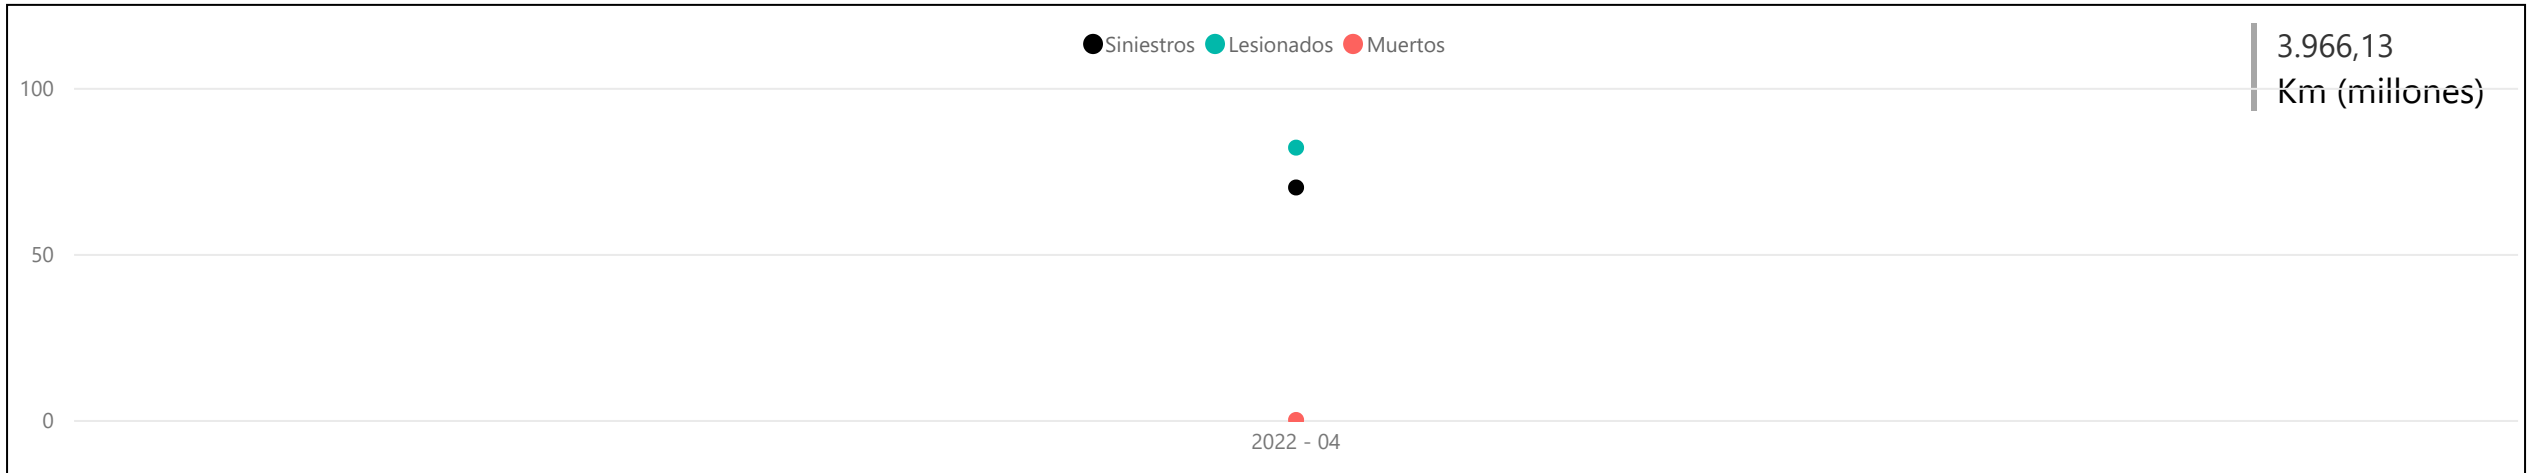 Siniestros Lesionados Muertos
3.966,13
Km (millones)
100
50
0
2022 - 04